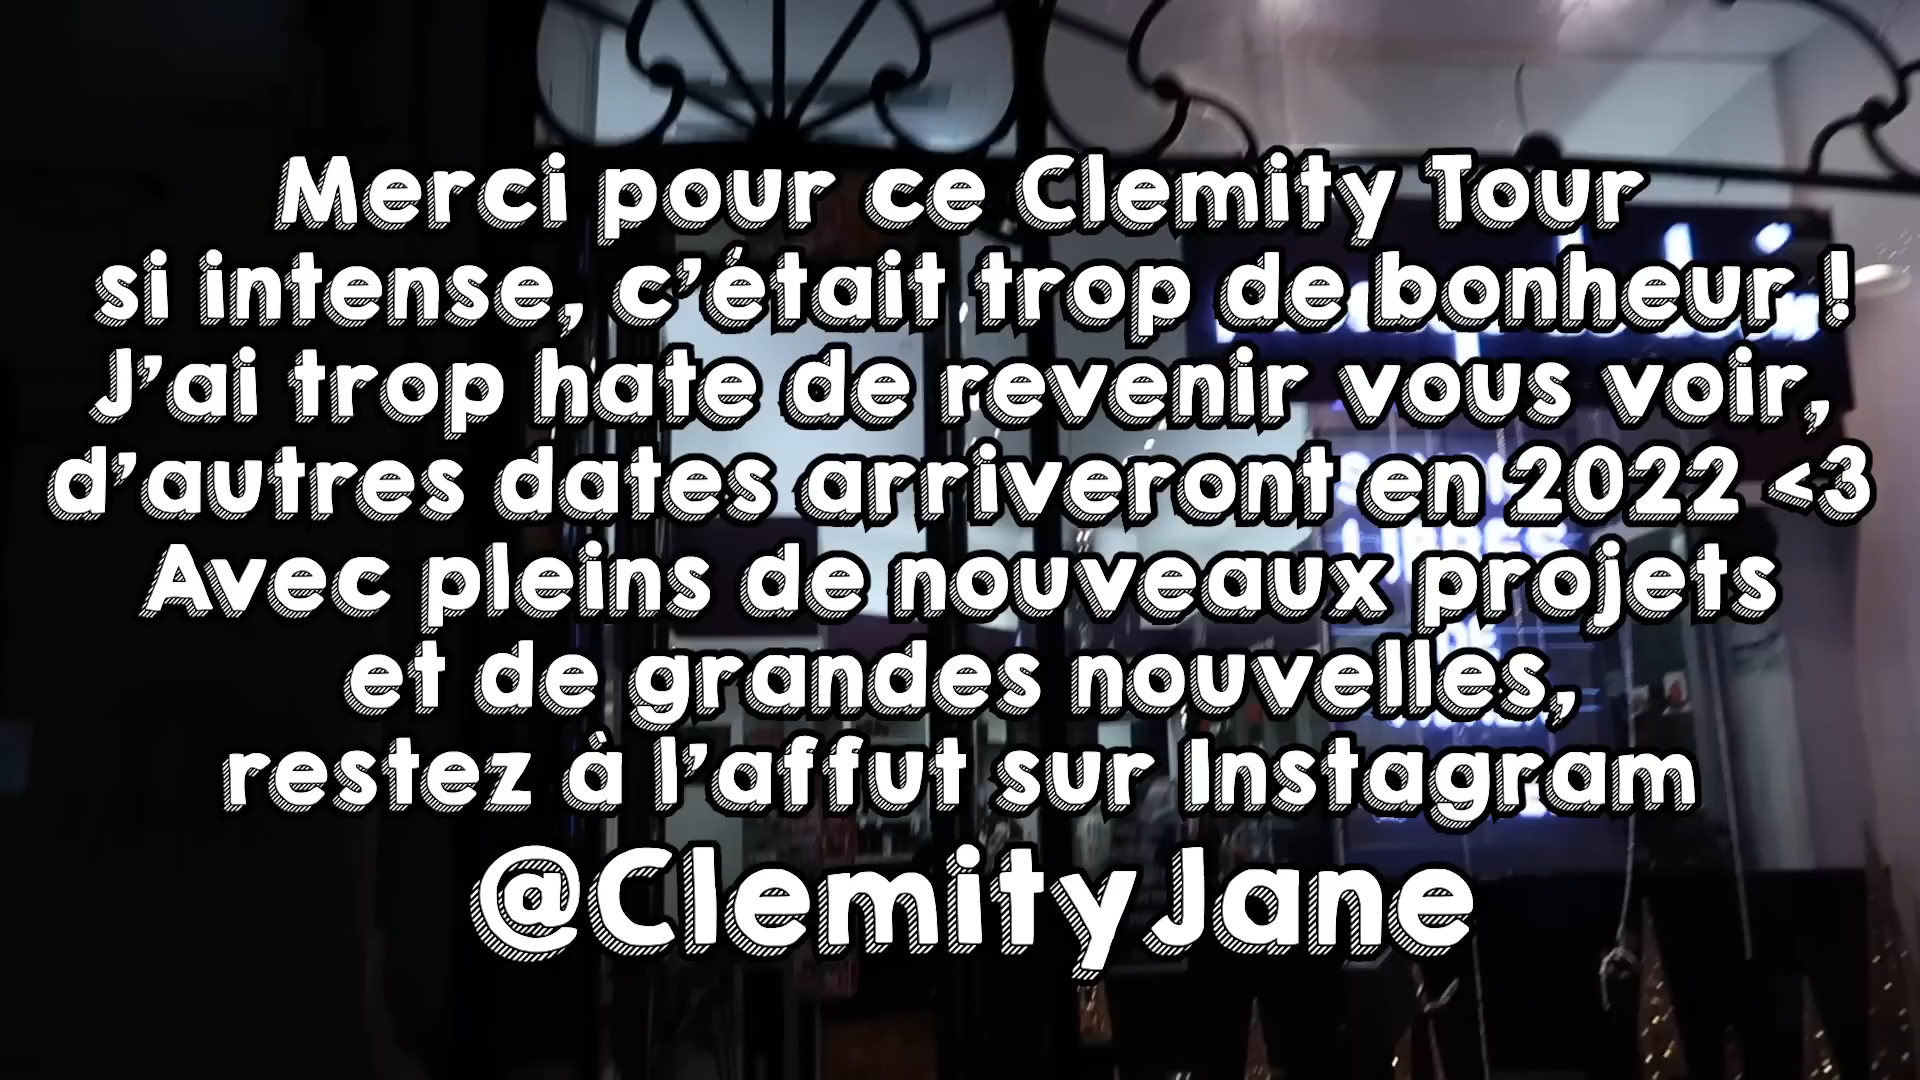 Merci pour ce Clemity Tour
si intense, c’était trop de bonheur !
J’ai trop hate de revenir vous voir,
d’autres dates arriveront en 2022 <3
Avec pleins de nouveaux projets
et de grandes nouvelles,
restez à l’affut sur Instagram
@ClemityJane